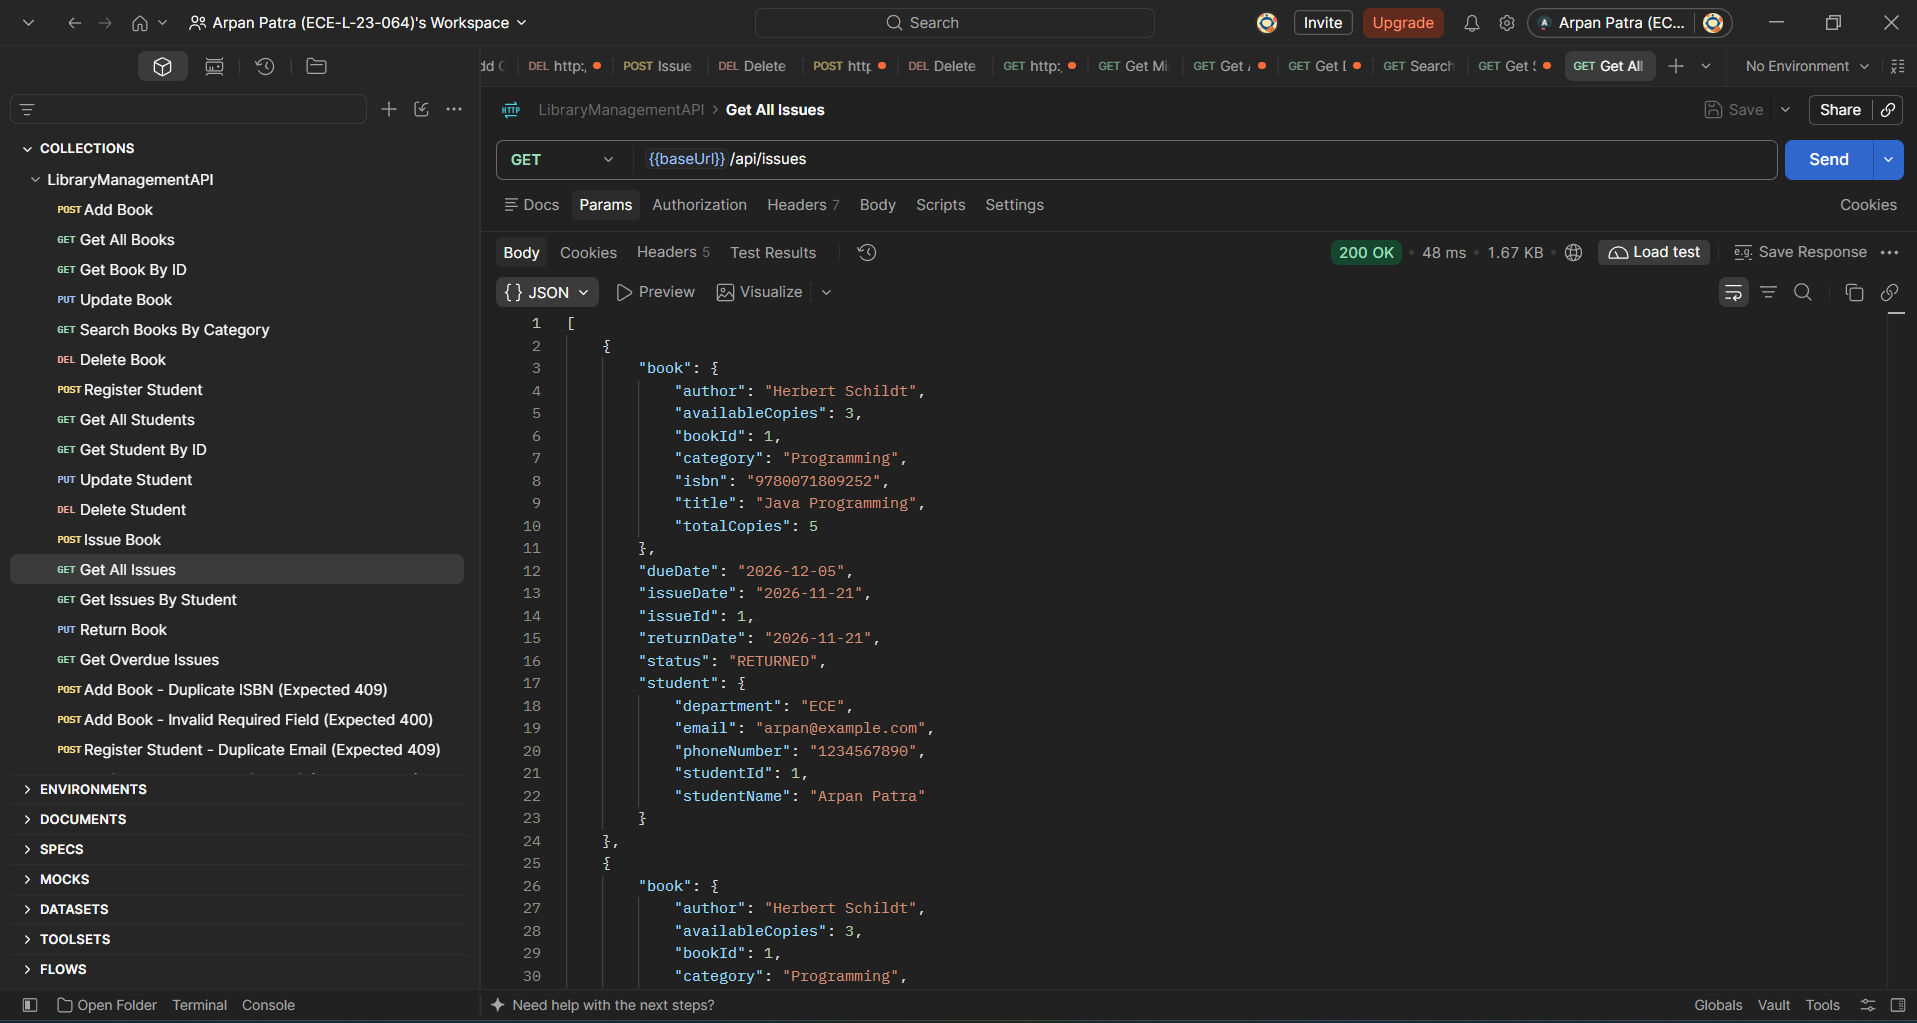 Arpan Patra (ECE-L-23-064)'s Workspace
Search
Invite
Upgrade
Arpan Patra (EC...
DEL http:,
POST Issue
DEL Delete
POST htt
DEL Delete
GET http:,
GET Get Mi
GET Get
GET Get
GET Search
GET Get
GET Get All
No Environment
LibraryManagementAPI > Get All Issues
Save
Share
COLLECTIONS
LibraryManagementAPI
POST Add Book
GET Get All Books
GET Get Book By ID
PUT Update Book
GET Search Books By Category
DEL Delete Book
POST Register Student
GET Get All Students
GET Get Student By ID
PUT Update Student
DEL Delete Student
POST Issue Book
GET Get All Issues
GET Get Issues By Student
PUT Return Book
GET Get Overdue Issues
POST Add Book - Duplicate ISBN (Expected 409)
POST Add Book - Invalid Required Field (Expected 400)
POST Register Student - Duplicate Email (Expected 409)
ENVIRONMENTS
DOCUMENTS
SPECS
MOCKS
DATASETS
TOOLSETS
FLOWS
HTTP
GET
{{baseUrl}} /api/issues
Send
Docs Params Authorization Headers 7 Body Scripts Settings
Cookies
Body Cookies Headers 5 Test Results
200 OK • 48 ms • 1.67 KB
Load test
e.g. Save Response
{} JSON Preview Visualize
1 [
2 {
3 "book": {
4 "author": "Herbert Schildt",
5 "availableCopies": 3,
6 "bookId": 1,
7 "category": "Programming",
8 "isbn": "9780071809252",
9 "title": "Java Programming",
10 "totalCopies": 5
11 },
12 "dueDate": "2026-12-05",
13 "issueDate": "2026-11-21",
14 "issueId": 1,
15 "returnDate": "2026-11-21",
16 "status": "RETURNED",
17 "student": {
18 "department": "ECE",
19 "email": "arpan@example.com",
20 "phoneNumber": "1234567890",
21 "studentId": 1,
22 "studentName": "Arpan Patra"
23 }
24 },
25 {
26 "book": {
27 "author": "Herbert Schildt",
28 "availableCopies": 3,
29 "bookId": 1,
30 "category": "Programming",
Open Folder Terminal Console
Need help with the next steps?
Globals Vault Tools